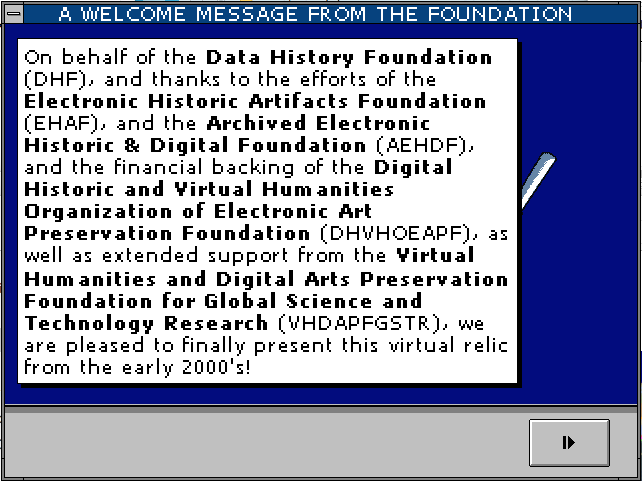 A WELCOME MESSAGE FROM THE FOUNDATION
On behalf of the Data History Foundation
(DHF), and thanks to the efforts of the
Electronic Historic Artifacts Foundation
(EHAF), and the Archived Electronic
Historic & Digital Foundation (AEHDF),
and the financial backing of the Digital
Historic and Virtual Humanities
Organization of Electronic Art
Preservation Foundation (DHVHOEAPF), as
well as extended support from the Virtual
Humanities and Digital Arts Preservation
Foundation for Global Science and
Technology Research (VHDAPFGSTR), we
are pleased to finally present this virtual relic
from the early 2000's!